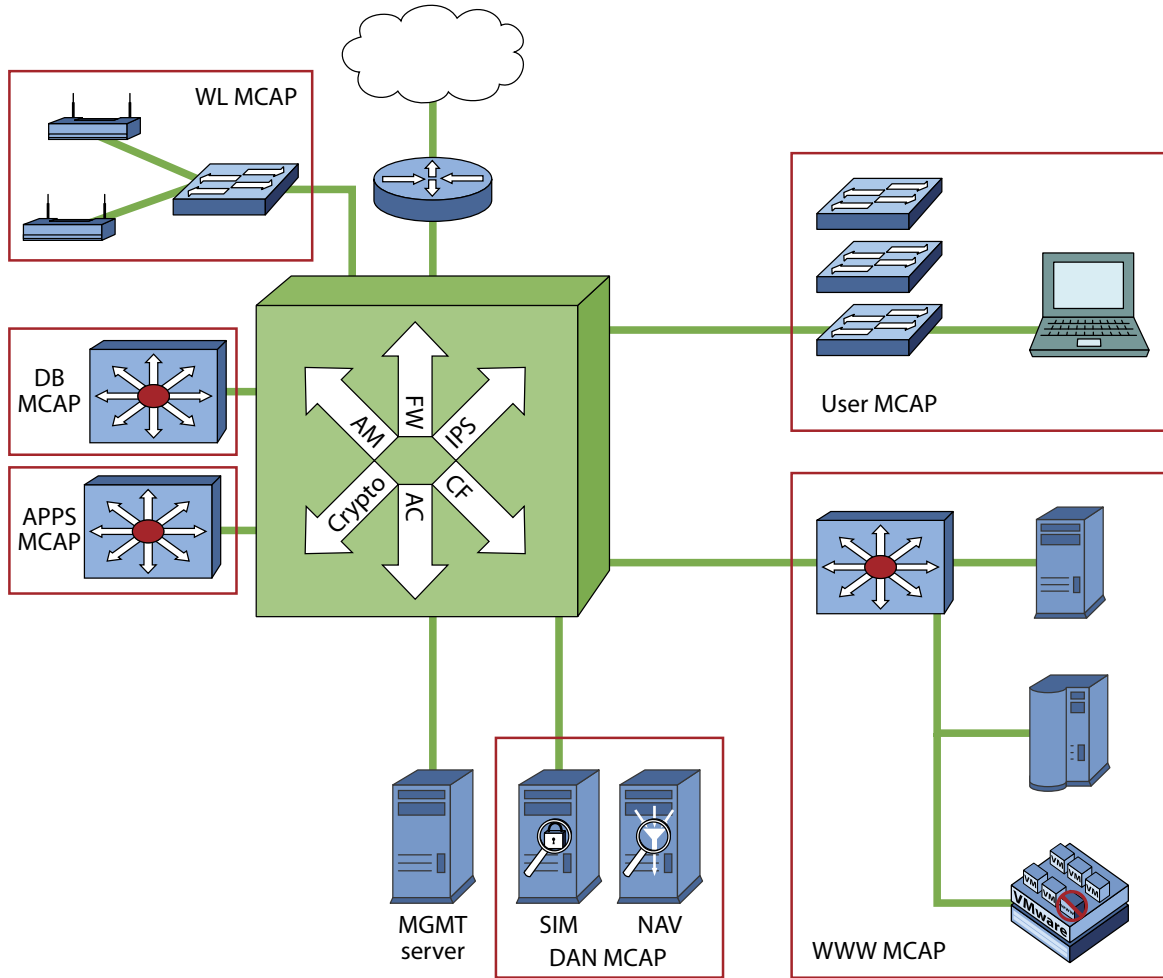 WL MCAP
DB
MCAP
APPS
MCAP
AM
FW
IPS
Crypto
AC
CF
User MCAP
MGMT
server
SIM
NAV
DAN MCAP
VM
VM
VM
VM
VM
VMware
WWW MCAP